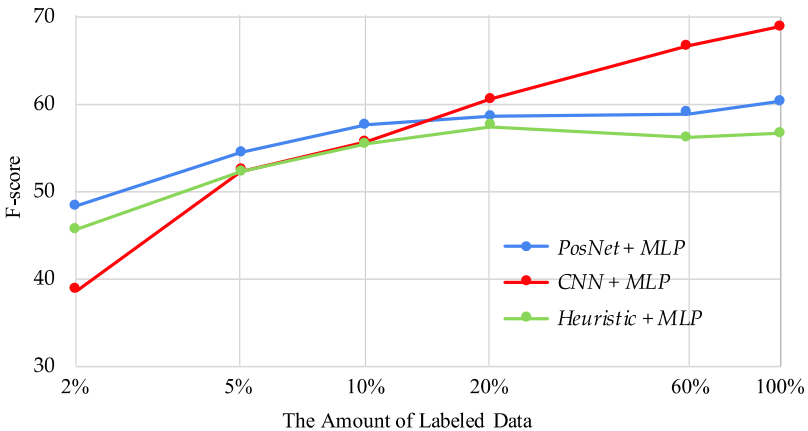 70
60
50
40
30
F-score
PosNet + MLP
CNN + MLP
Heuristic + MLP
2% 5% 10% 20% 60% 100%
The Amount of Labeled Data